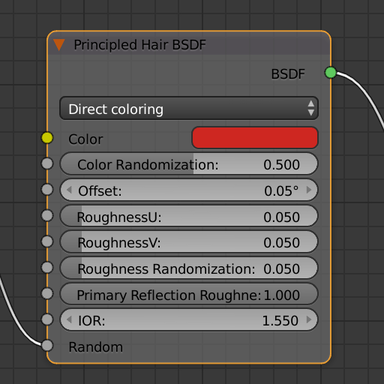 Principled Hair BSDF
BSDF
Direct coloring
Color
Color Randomization: 0.500
Offset: 0.05°
RoughnessU: 0.050
RoughnessV: 0.050
Roughness Randomization: 0.050
Primary Reflection Roughne: 1.000
IOR: 1.550
Random